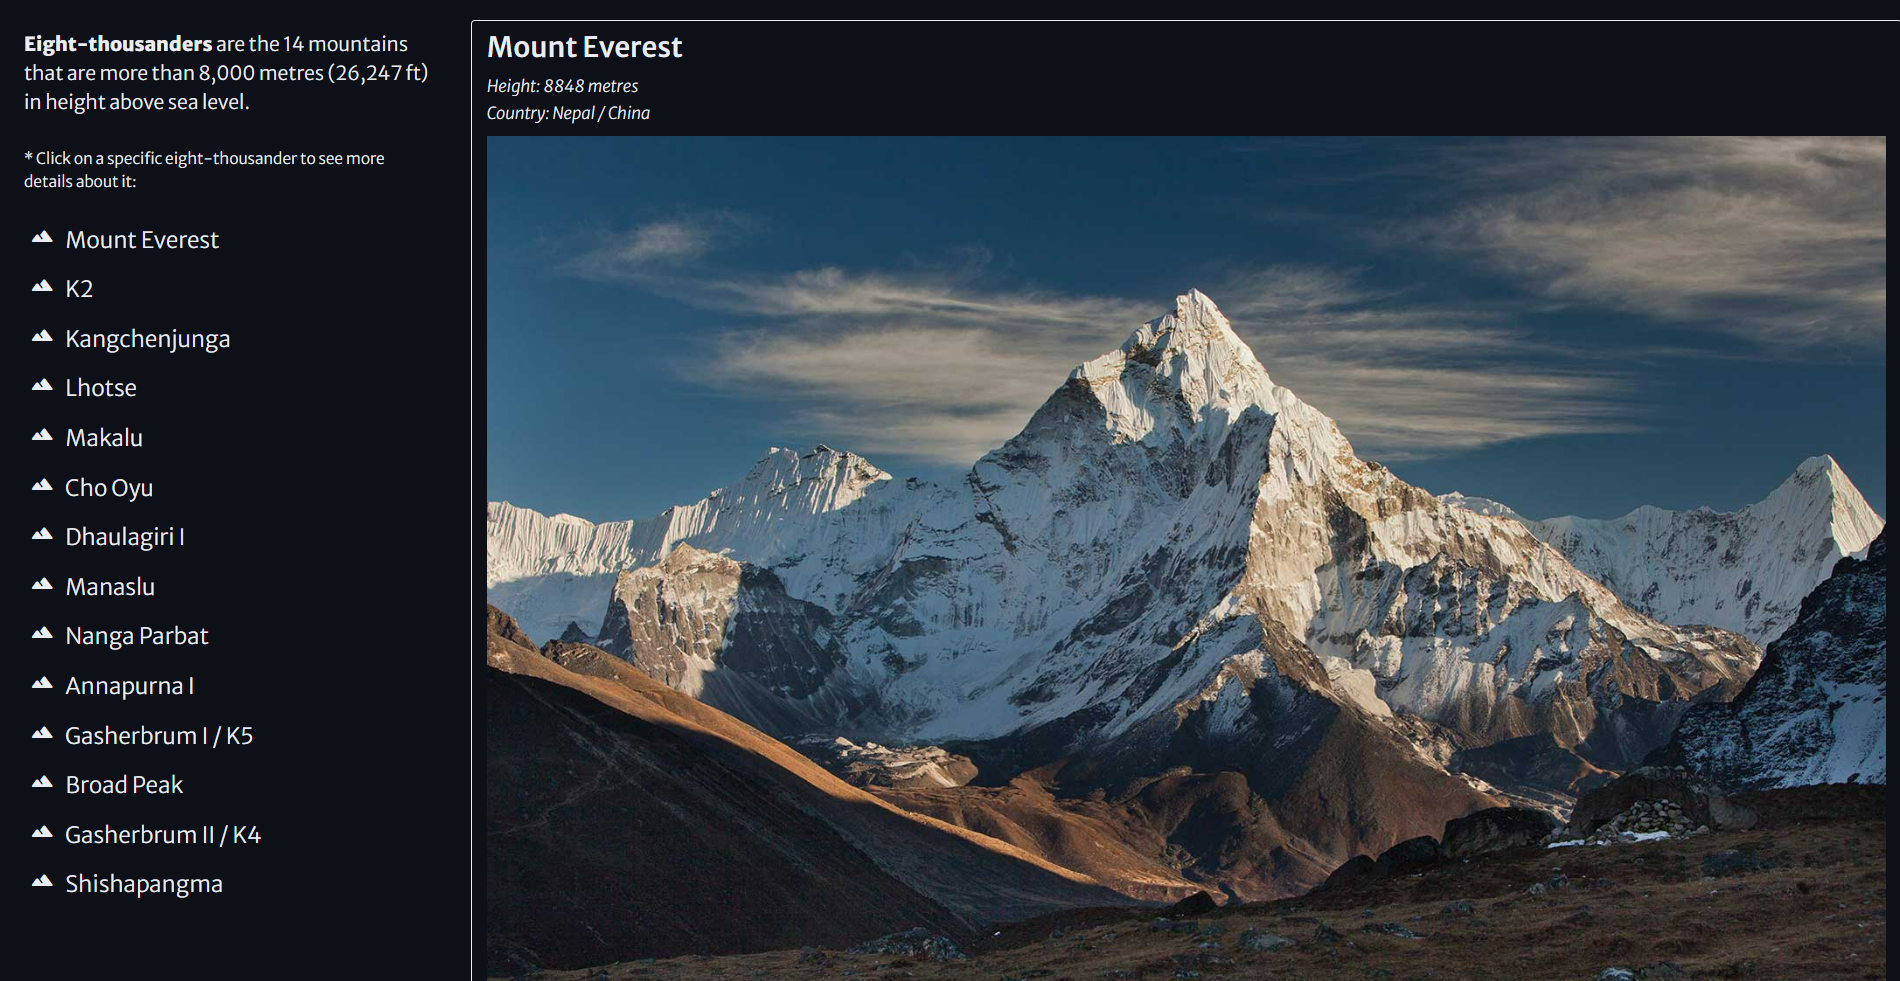 Eight-thousanders are the 14 mountains
that are more than 8,000 metres (26,247 ft)
in height above sea level.
* Click on a specific eight-thousander to see more
details about it:
Mount Everest
K2
Kangchenjunga
Lhotse
Makalu
Cho Oyu
Dhaulagiri I
Manaslu
Nanga Parbat
Annapurna I
Gasherbrum I / K5
Broad Peak
Gasherbrum II / K4
Shishapangma
Mount Everest
Height: 8848 metres
Country: Nepal / China